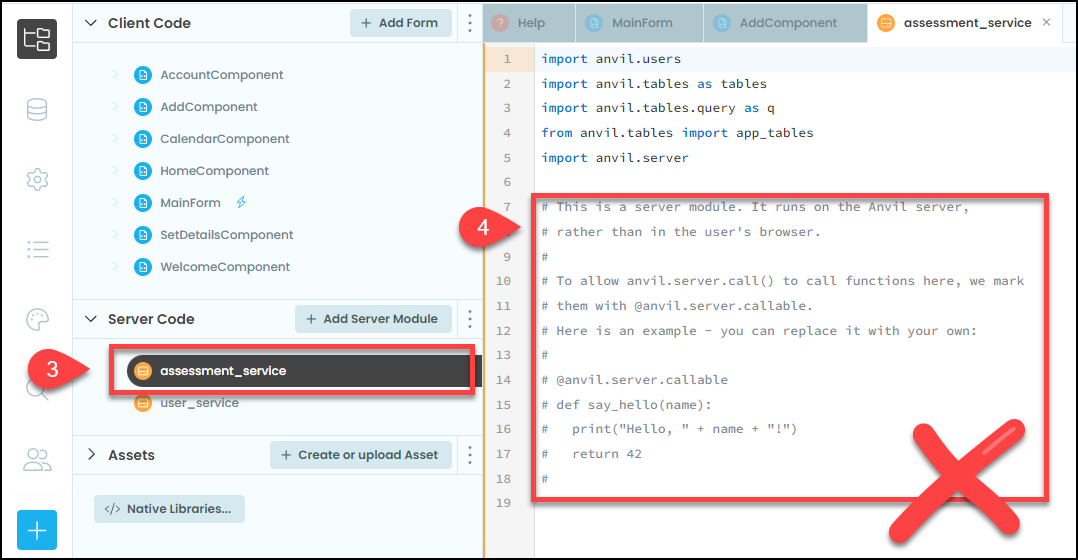 Client Code
+ Add Form
AccountComponent
AddComponent
CalendarComponent
HomeComponent
MainForm
SetDetailsComponent
WelcomeComponent
Server Code
+ Add Server Module
3
assessment_service
user_service
Assets
+ Create or upload Asset
</> Native Libraries...
? Help
MainForm
AddComponent
assessment_service ×
1 import anvil.users
2 import anvil.tables as tables
3 import anvil.tables.query as q
4 from anvil.tables import app_tables
5 import anvil.server
6
4
7 # This is a server module. It runs on the Anvil server,
# rather than in the user's browser.
9 #
10 # To allow anvil.server.call() to call functions here, we mark
11 # them with @anvil.server.callable.
12 # Here is an example - you can replace it with your own:
13 #
14 # @anvil.server.callable
15 # def say_hello(name):
16 #   print("Hello, " + name + "!")
17 #   return 42
18 #
19